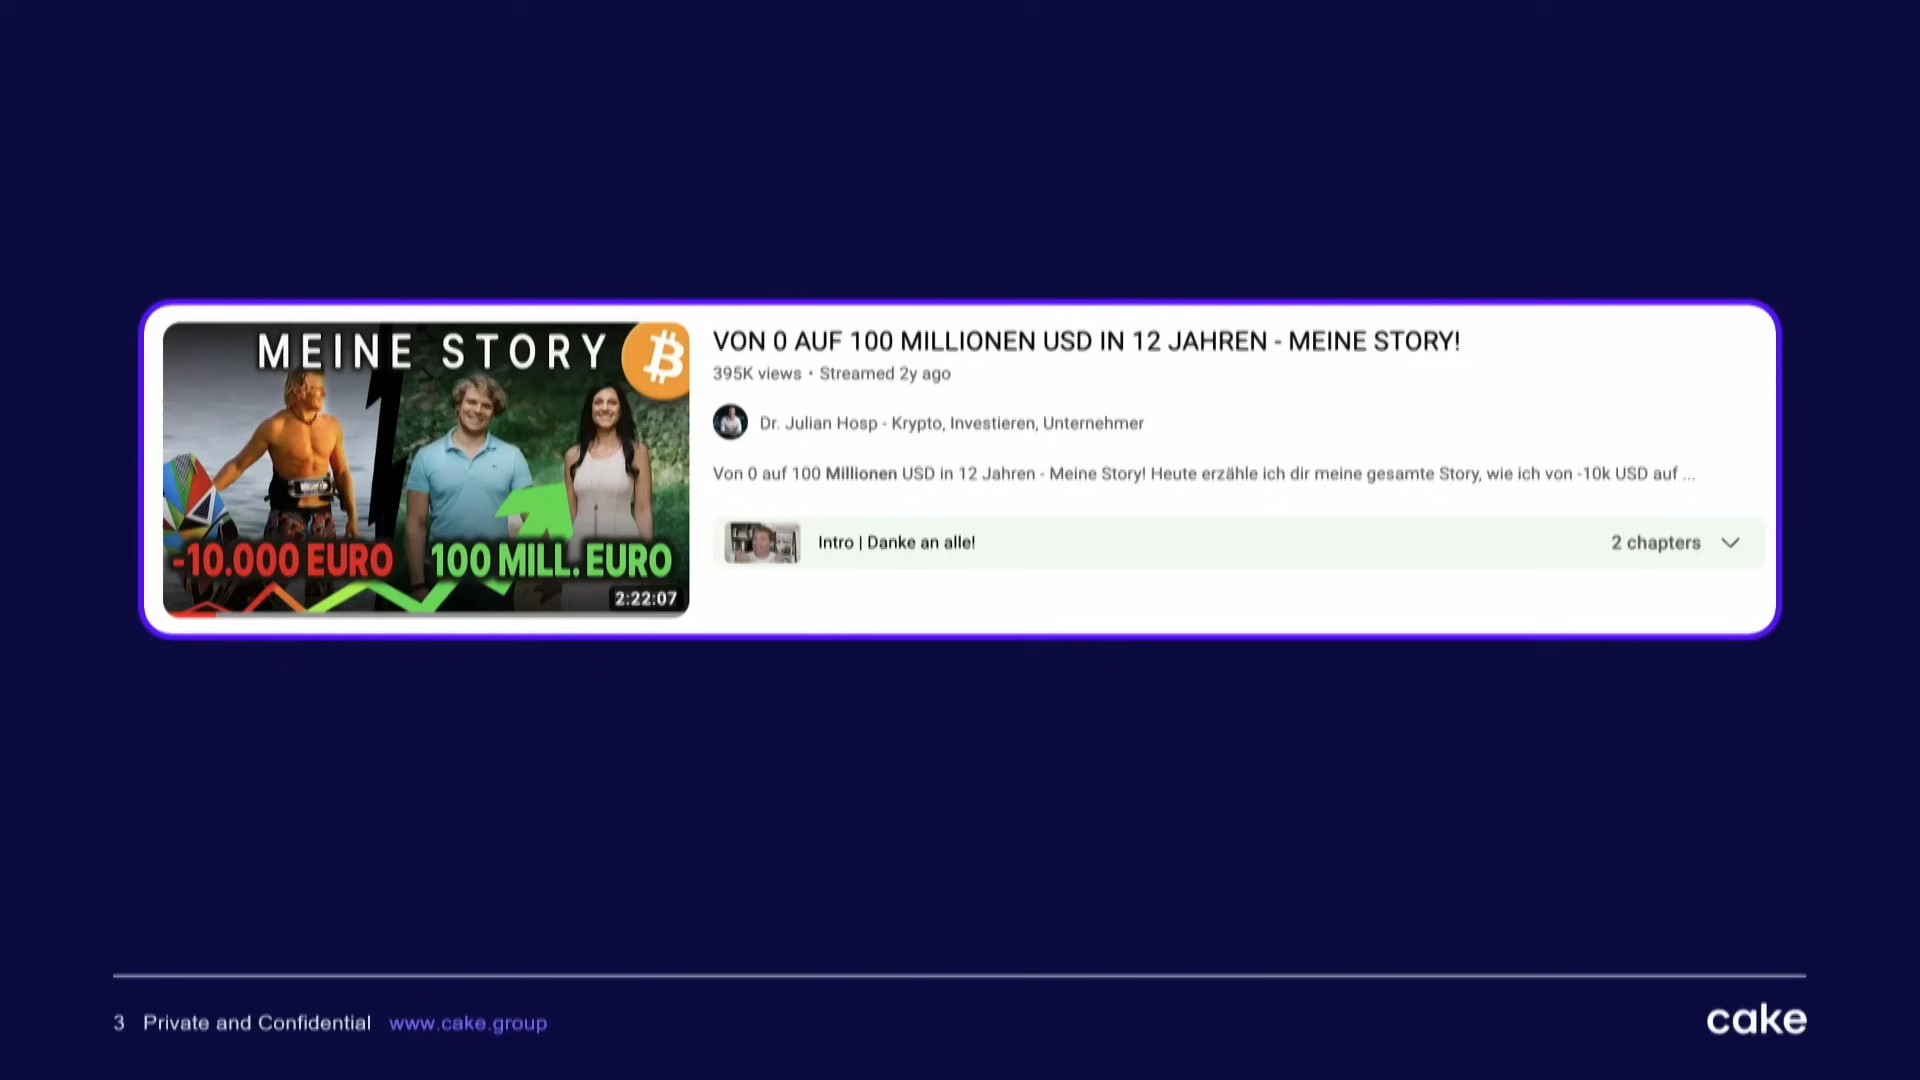 MEINE STORY
-10.000 EURO
100 MILL. EURO
2:22:07
VON 0 AUF 100 MILLIONEN USD IN 12 JAHREN - MEINE STORY!
395K views • Streamed 2y ago
Dr. Julian Hosp - Krypto, Investieren, Unternehmer
Von 0 auf 100 Millionen USD in 12 Jahren - Meine Story! Heute erzähle ich dir meine gesamte Story, wie ich von -10k USD auf ...
Intro | Danke an alle!
2 chapters
3 Private and Confidential www.cake.group
cake